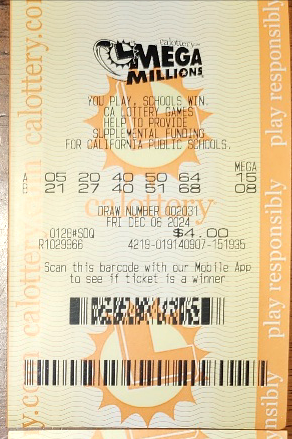 calottery
MEGA
MILLIONS
YOU PLAY, SCHOOLS WIN.
CA LOTTERY GAMES
HELP TO PROVIDE
SUPPLEMENTAL FUNDING
FOR CALIFORNIA PUBLIC SCHOOLS.
MEGA
A 05 20 40 50 64 15
B 21 27 40 51 68 08
DRAW NUMBER 002031
FRI DEC 06 2024
$4.00
R1029966 4219-019140907-151935
Scan this barcode with our Mobile App
to see if ticket is a winner
calottery
calottery.com
play responsibly
play responsibly